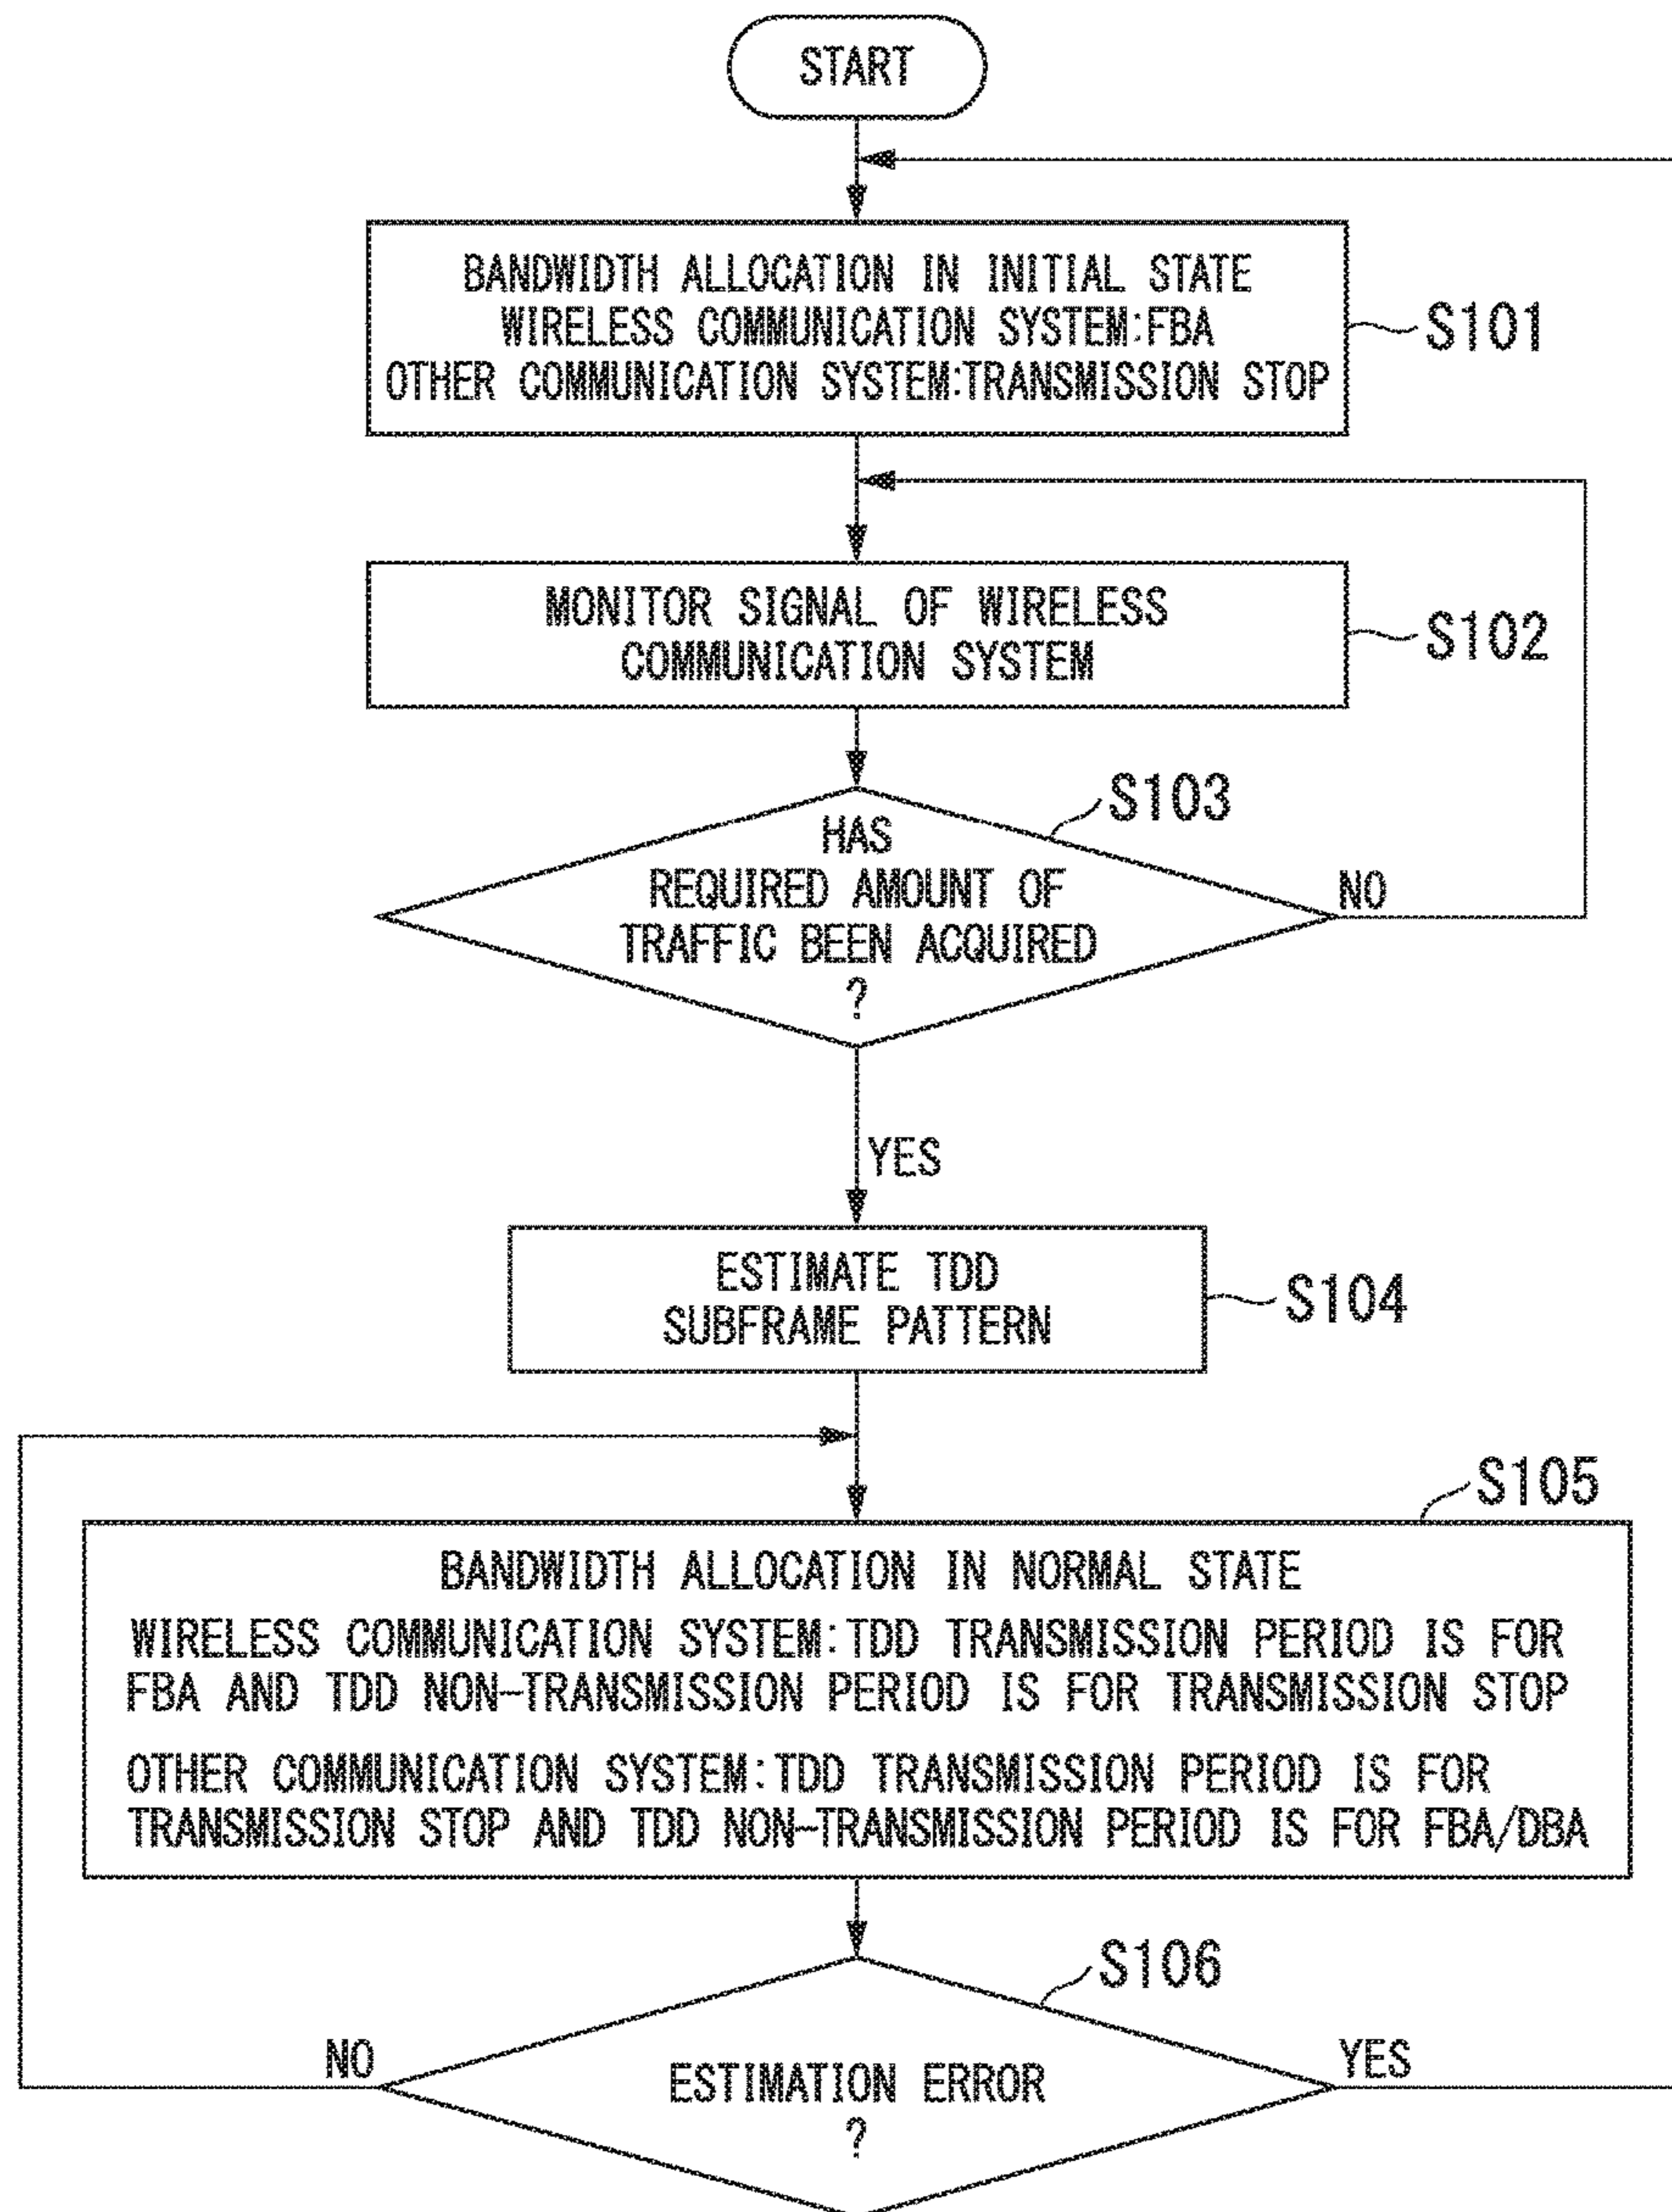 START
BANDWIDTH ALLOCATION IN INITIAL STATE
WIRELESS COMMUNICATION SYSTEM:FBA
OTHER COMMUNICATION SYSTEM:TRANSMISSION STOP
S101
MONITOR SIGNAL OF WIRELESS
COMMUNICATION SYSTEM
S102
S103
HAS
REQUIRED AMOUNT OF
TRAFFIC BEEN ACQUIRED
?
NO
YES
ESTIMATE TDD
SUBFRAME PATTERN
S104
S105
BANDWIDTH ALLOCATION IN NORMAL STATE
WIRELESS COMMUNICATION SYSTEM:TDD TRANSMISSION PERIOD IS FOR
FBA AND TDD NON-TRANSMISSION PERIOD IS FOR TRANSMISSION STOP
OTHER COMMUNICATION SYSTEM:TDD TRANSMISSION PERIOD IS FOR
TRANSMISSION STOP AND TDD NON-TRANSMISSION PERIOD IS FOR FBA/DBA
S106
NO
ESTIMATION ERROR
?
YES